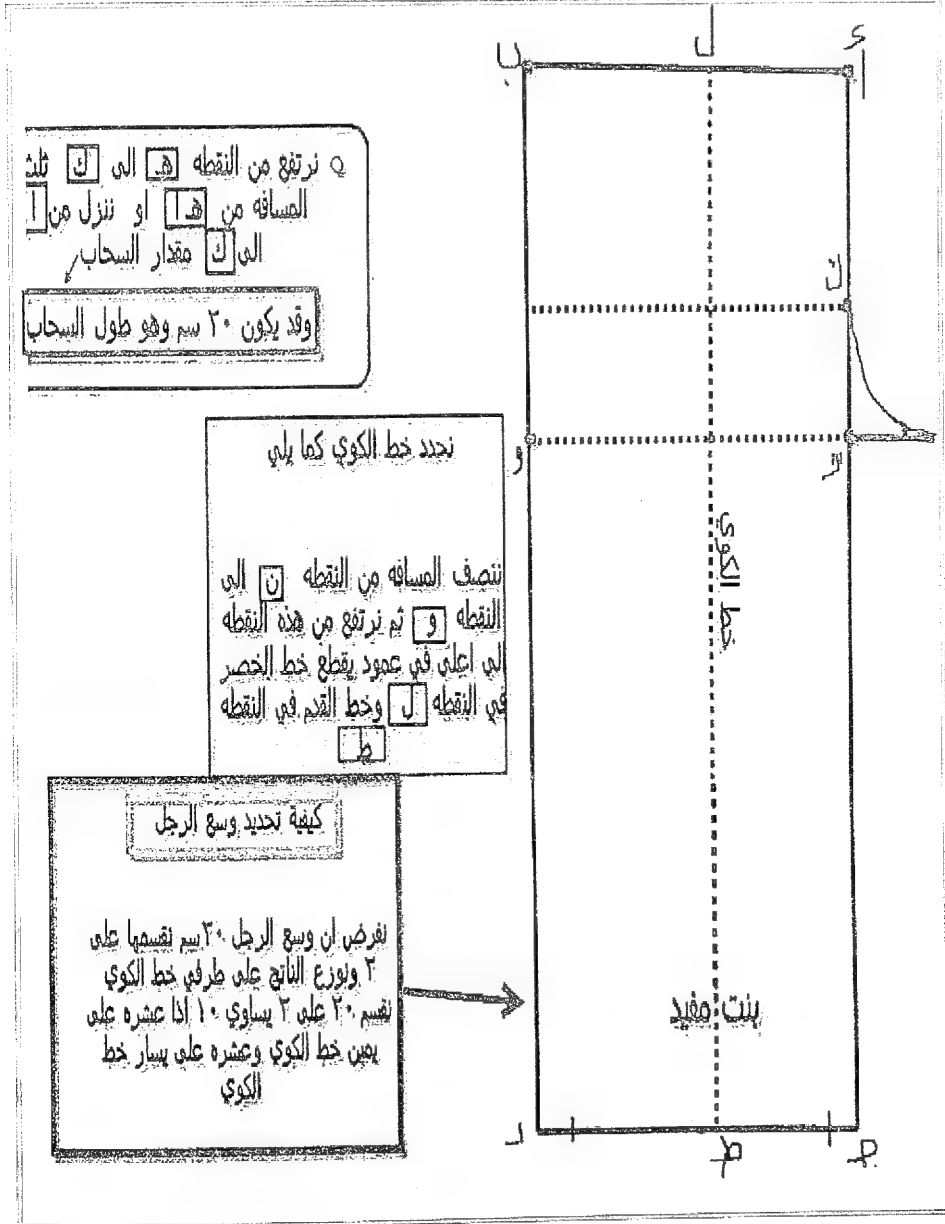 ب
ل
أ
نرتفع من النقطه هـ الى ك ثلث
المسافه من هـ ا او ننزل من ا
الى ك مقدار السحاب
وقد يكون ٢٠ سم وهو طول السحاب
ك
و
نحدد خط الكوي كما يلي
ننصف المسافه من النقطه ن الى
النقطه و ثم نرتفع من هذه النقطه
الى اعلى في عمود يقطع خط الخصر
في النقطه ل وخط القدم في النقطه
ط
خط الكوي
كيفية تحديد وسع الرجل
نفرض ان وسع الرجل ٢٠ سم نقسمها على
٢ ونوزع الناتج على طرفي خط الكوي
نقسم ٢٠ على ٢ يساوي ١٠ اذا عشره على
يمين خط الكوي وعشره على يسار خط
الكوي
بنت مفيد
د
ط